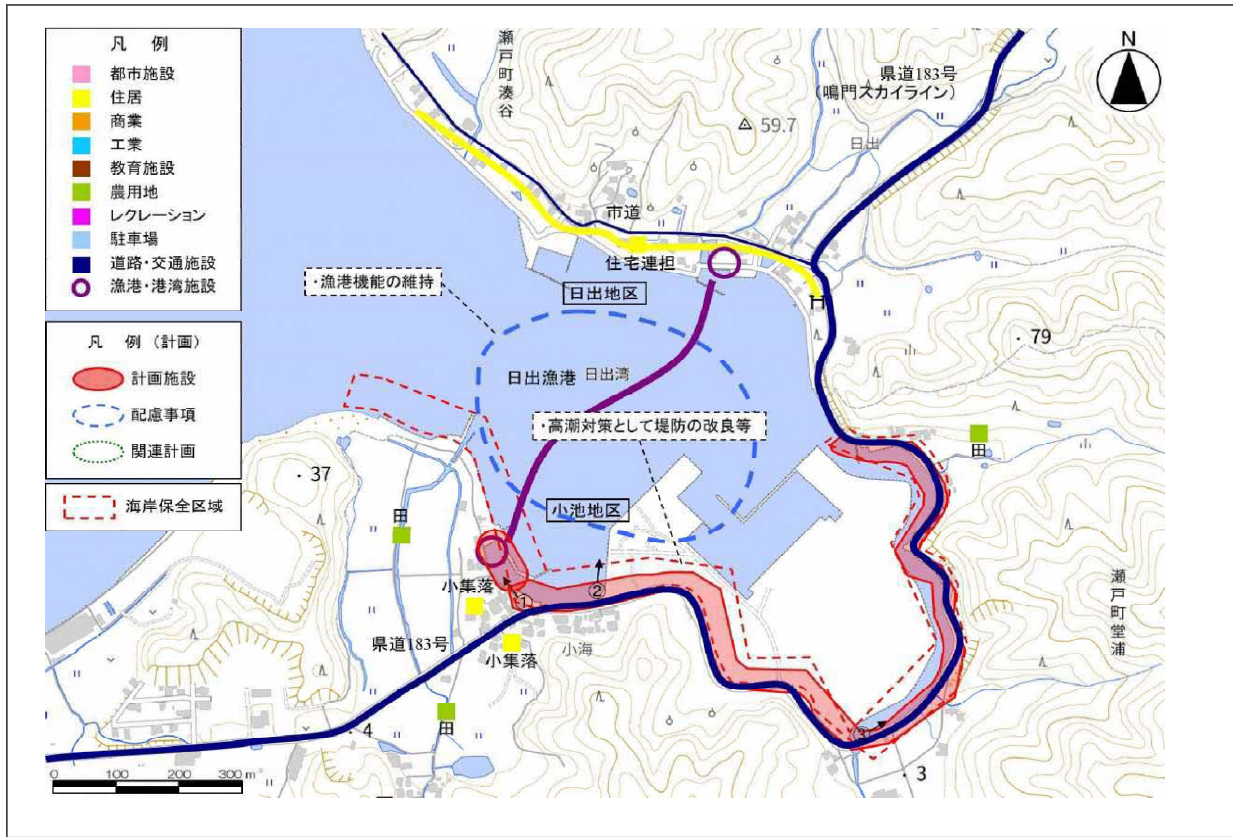 凡 例
都市施設
住居
商業
工業
教育施設
農用地
レクレーション
駐車場
道路・交通施設
漁港・港湾施設
凡 例 (計画)
計画施設
配慮事項
関連計画
海岸保全区域
瀬戸町湊谷
県道183号
(鳴門スカイライン)
N
59.7
日出
市道
住宅連担
・漁港機能の維持
日出地区
79
日出漁港 日出湾
・高潮対策として堤防の改良等
田
37
田
小池地区
小集落
①
②
瀬戸町堂浦
県道183号
小集落
小海
田
4
③
3
0 100 200 300 m